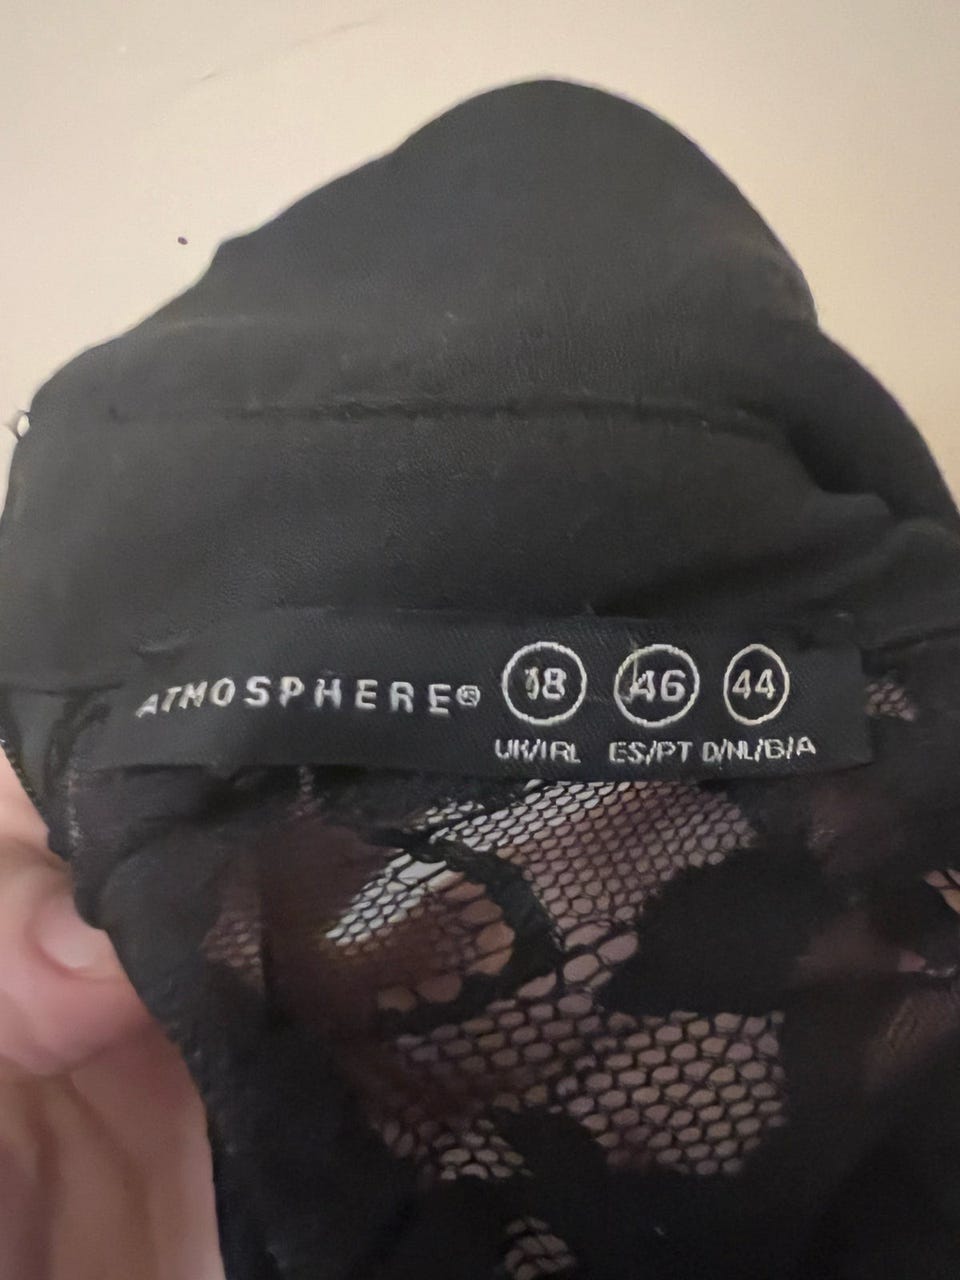 ATMOSPHERE® 18 46 44
UK/IRL ES/PT D/NL/B/A